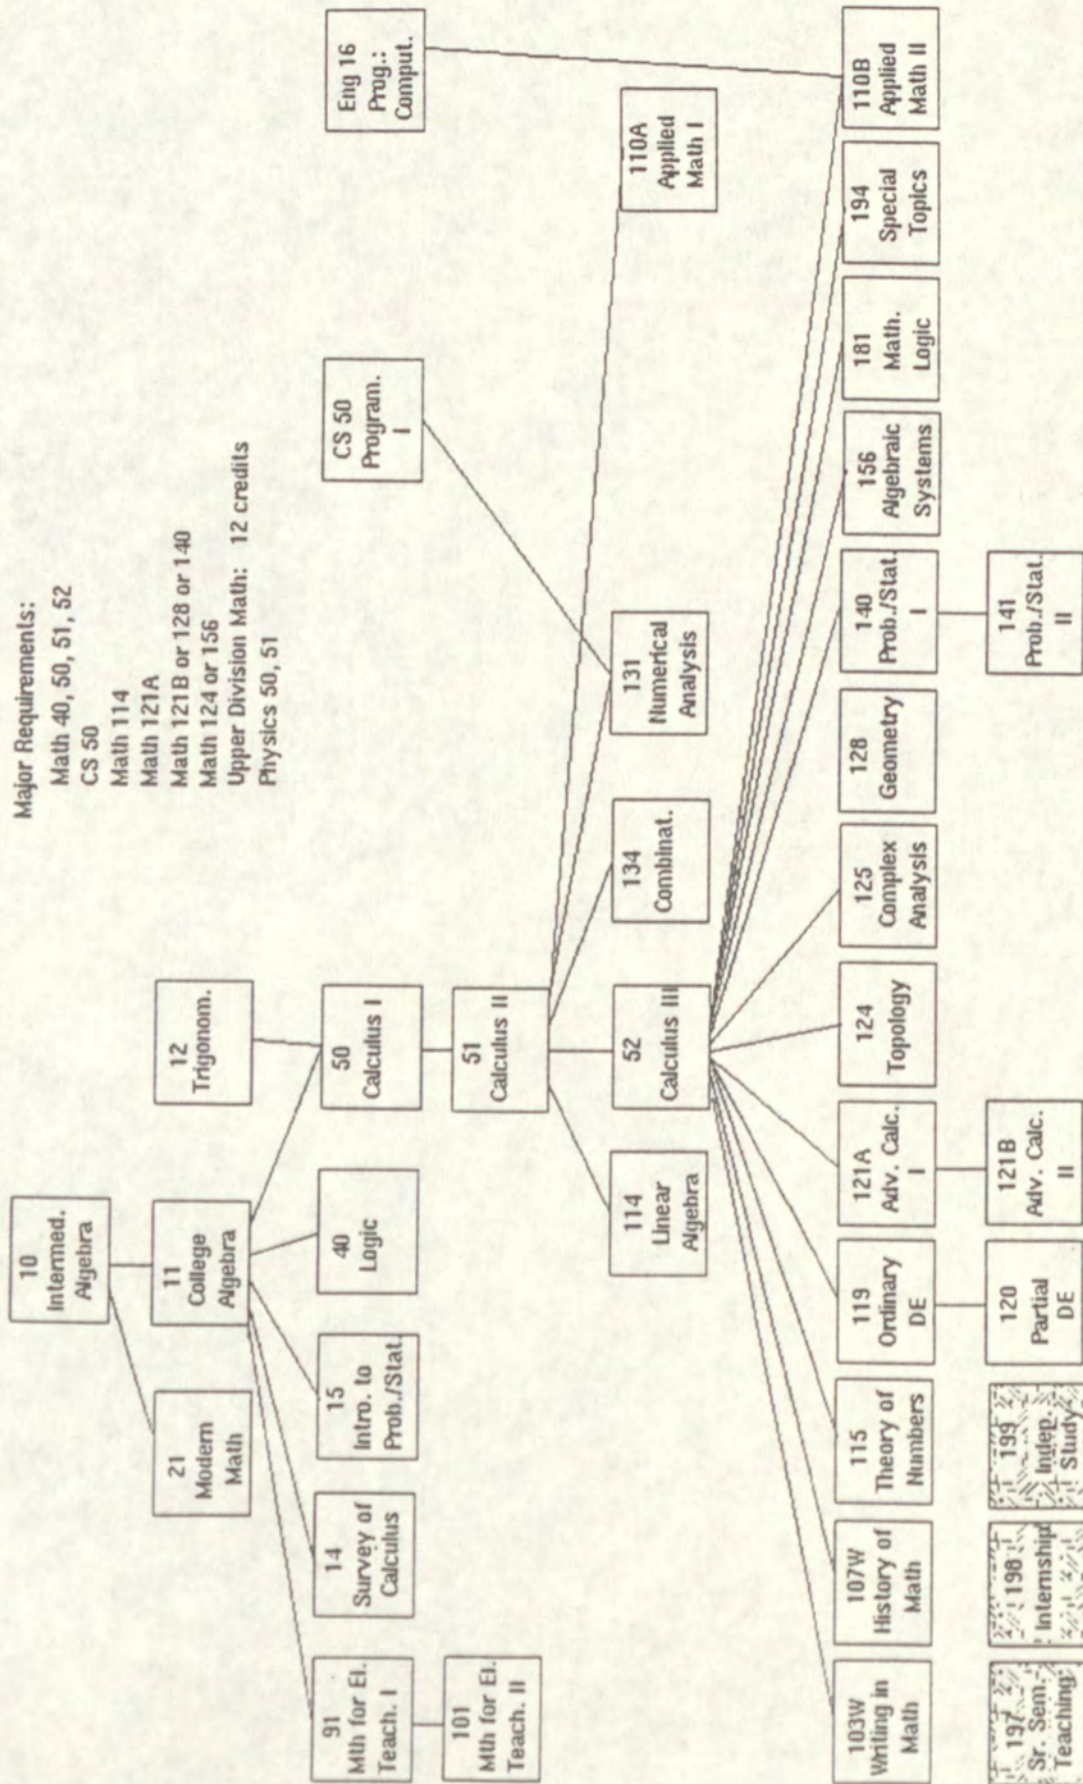 Major Requirements:
Math 40, 50, 51, 52
CS 50
Math 114
Math 121A
Math 121B or 128 or 140
Math 124 or 156
Upper Division Math: 12 credits
Physics 50, 51
10
Intermed.
Algebra
21
Modern
Math
11
College
Algebra
12
Trigonom.
91
Mth for El.
Teach. I
14
Survey of
Calculus
15
Intro. to
Prob./Stat.
40
Logic
50
Calculus I
CS 50
Program.
I
Eng 16
Prog.:
Comput.
101
Mth for El.
Teach. II
51
Calculus II
114
Linear
Algebra
52
Calculus III
134
Combinat.
131
Numerical
Analysis
110A
Applied
Math I
103W
Writing in
Math
107W
History of
Math
115
Theory of
Numbers
119
Ordinary
DE
121A
Adv. Calc.
I
124
Topology
125
Complex
Analysis
128
Geometry
140
Prob./Stat.
I
156
Algebraic
Systems
181
Math.
Logic
194
Special
Topics
110B
Applied
Math II
197
Sr. Sem.
Teaching
198
Internship
199
Indep.
Study
120
Partial
DE
121B
Adv. Calc.
II
141
Prob./Stat.
II